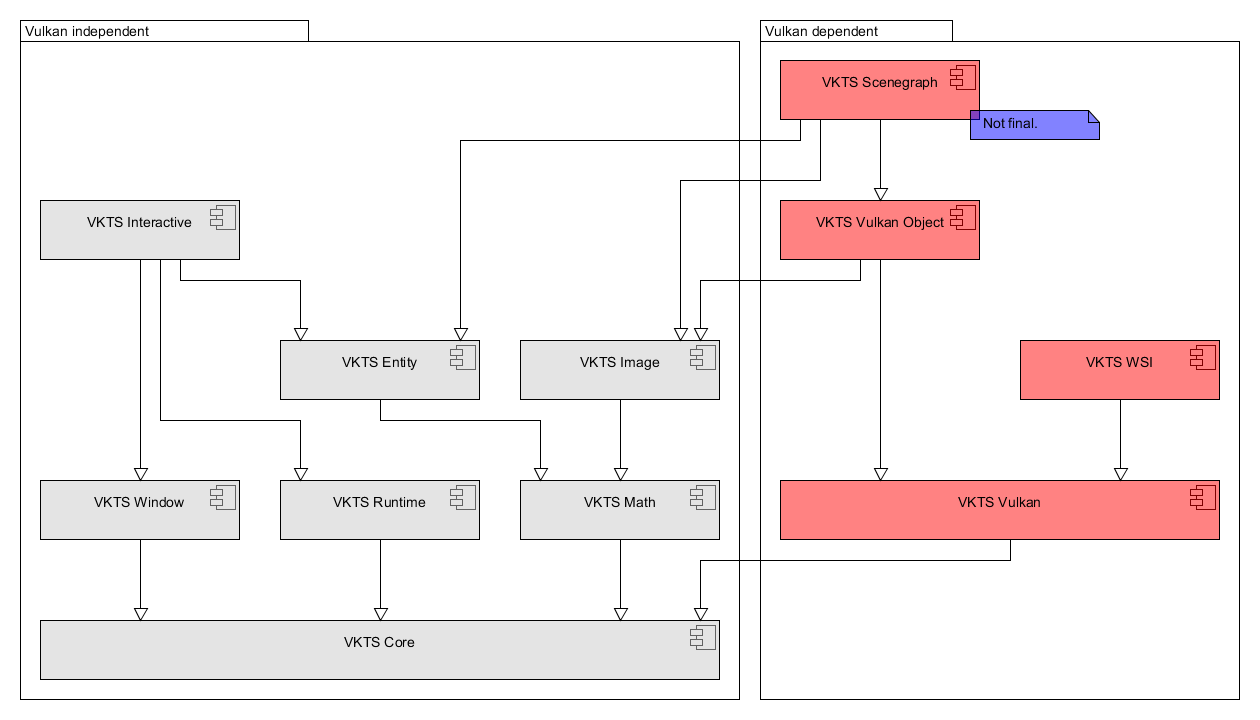 Vulkan independent
Vulkan dependent
VKTS Scenegraph
Not final.
VKTS Interactive
VKTS Vulkan Object
VKTS Entity
VKTS Image
VKTS WSI
VKTS Window
VKTS Runtime
VKTS Math
VKTS Vulkan
VKTS Core